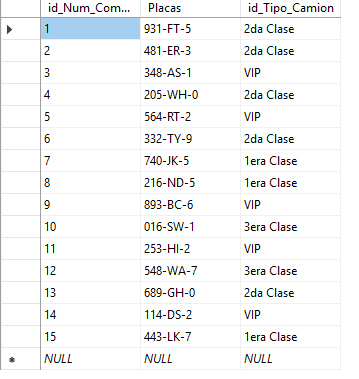 id_Num_Com... Placas id_Tipo_Camion
1 931-FT-5 2da Clase
2 481-ER-3 2da Clase
3 348-AS-1 VIP
4 205-WH-0 2da Clase
5 564-RT-2 VIP
6 332-TY-9 2da Clase
7 740-JK-5 1era Clase
8 216-ND-5 1era Clase
9 893-BC-6 VIP
10 016-SW-1 3era Clase
11 253-HI-2 VIP
12 548-WA-7 3era Clase
13 689-GH-0 2da Clase
14 114-DS-2 VIP
15 443-LK-7 1era Clase
NULL NULL NULL